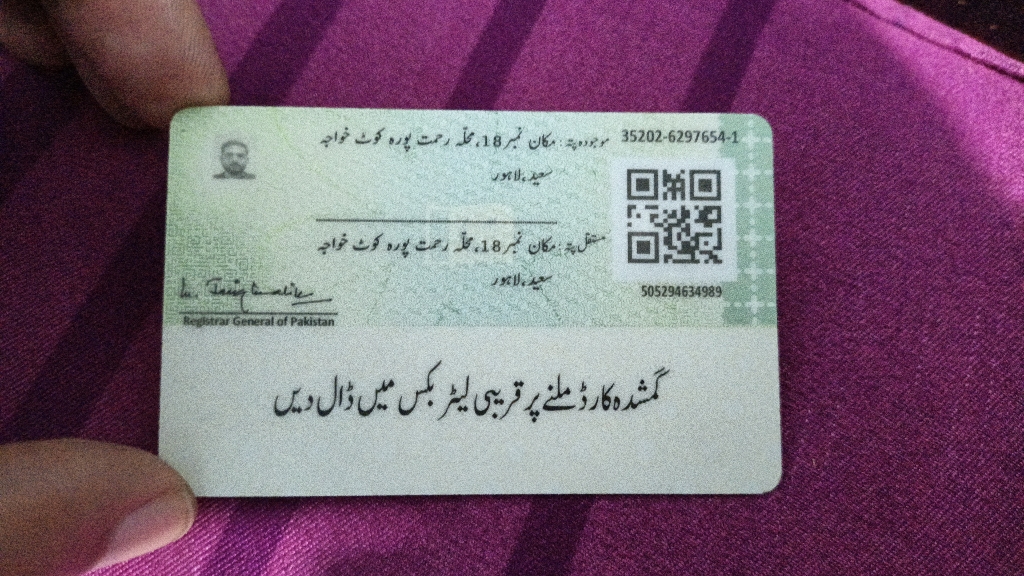 موجودہ پتہ: مکان نمبر 18، محلّہ رحمت پورہ کوٹ خواجہ
سعید، لاہور
35202-6297654-1
مستقل پتہ: مکان نمبر 18، محلّہ رحمت پورہ کوٹ خواجہ
سعید، لاہور
505294634989
Registrar General of Pakistan
گمشدہ کارڈ ملنے پر قریبی لیٹر بکس میں ڈال دیں